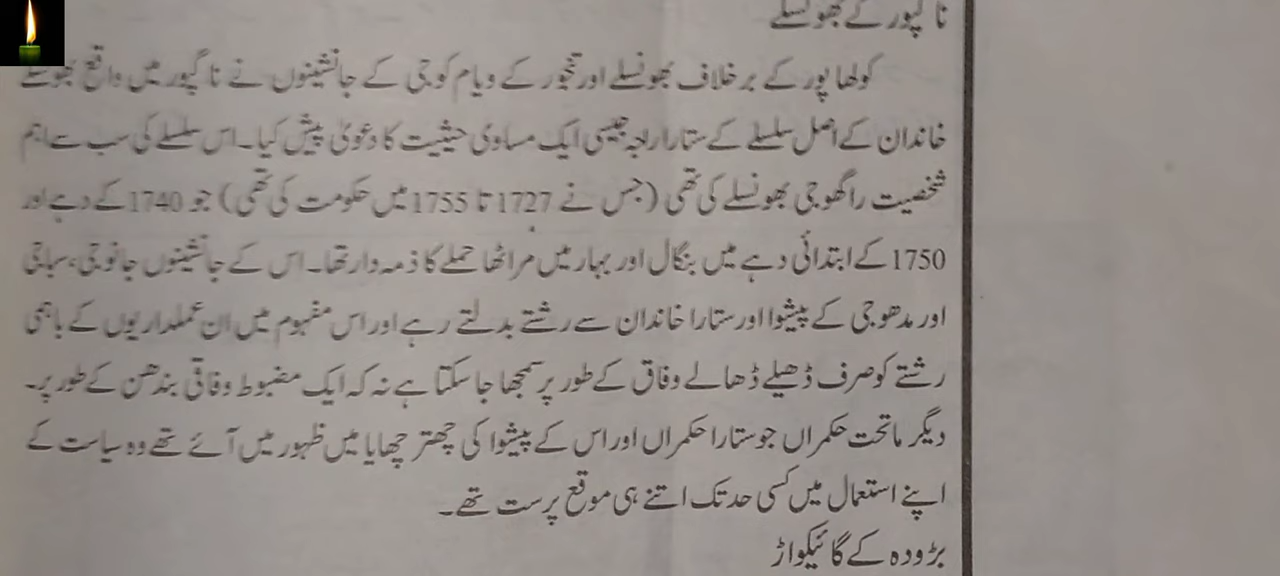 ناگپور کے بھونسلے
کولہاپور کے برخلاف بھونسلے اور تنجور کے ویام کوجی کے جانشینوں نے ناگپور میں واقع بھونسلے
خاندان کے اصل سلسلے کے ستارا راجہ جیسی ایک مساوی حیثیت کا دعویٰ پیش کیا۔ اس سلسلے کی سب سے اہم
شخصیت راگھوجی بھونسلے کی تھی (جس نے 1727 تا 1755 میں حکومت کی تھی) جو 1740 کے دہے اور
1750 کے ابتدائی دہے میں بنگال اور بہار میں مراٹھا حملے کا ذمہ دار تھا۔ اس کے جانشینوں جانوجی، سباجی
اور مدھوجی کے پیشوا اور ستارا خاندان سے رشتے بدلتے رہے اور اس مفہوم میں ان عملداریوں کے باہمی
رشتے کو صرف ڈھیلے ڈھالے وفاق کے طور پر سمجھا جا سکتا ہے نہ کہ ایک مضبوط وفاقی بندھن کے طور پر۔
دیگر ماتحت حکمراں جو ستارا حکمراں اور اس کے پیشوا کی چھتر چھایا میں ظہور میں آئے تھے وہ سیاست کے
اپنے استعمال میں کسی حد تک اتنے ہی موقع پرست تھے۔
بڑودہ کے گائیکواڑ